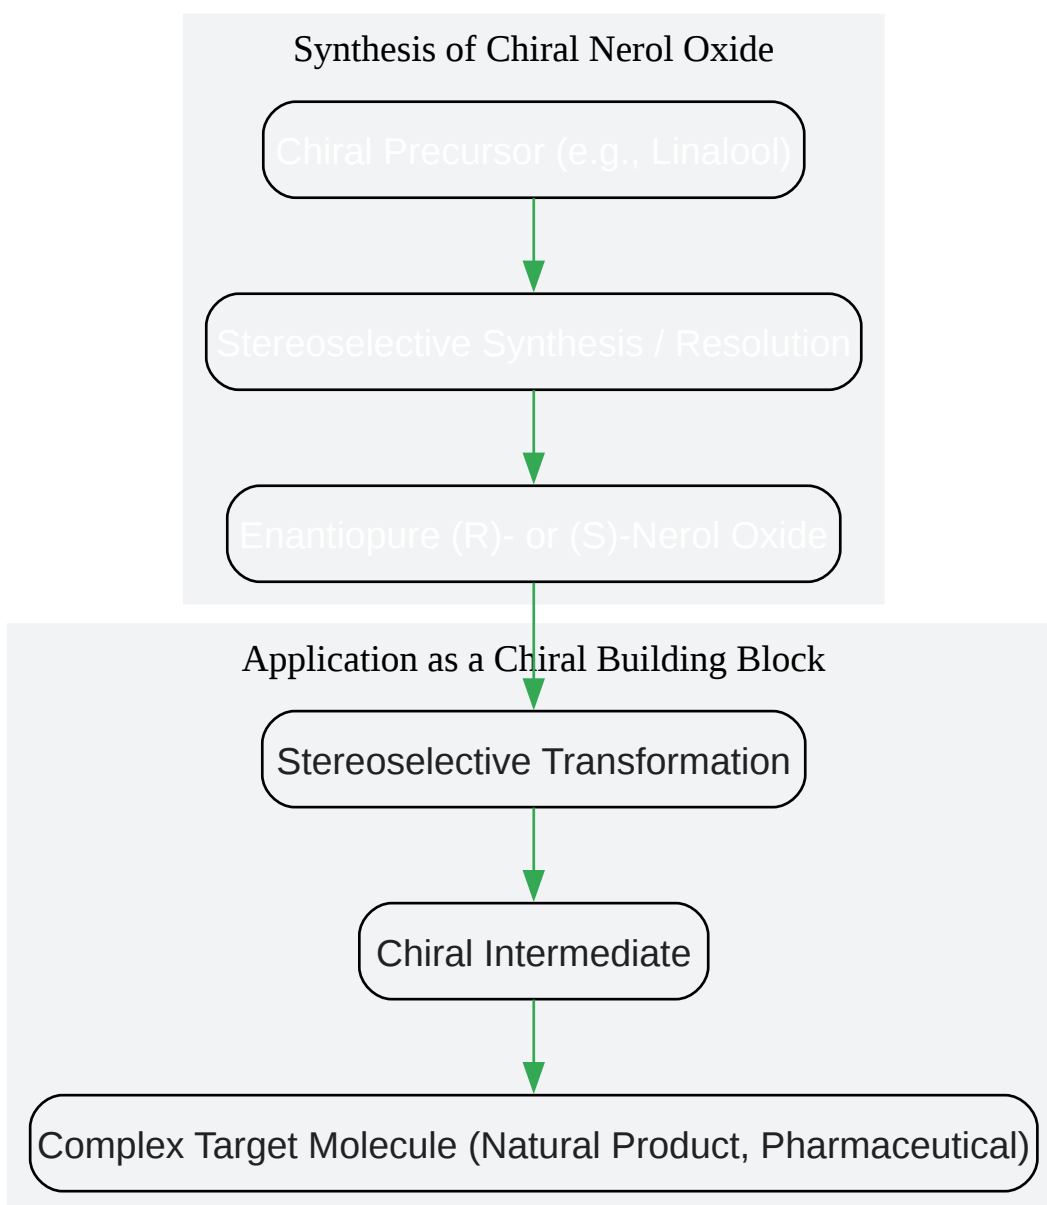 Synthesis of Chiral Nerol Oxide
Chiral Precursor (e.g., Linalool)
Stereoselective Synthesis / Resolution
Enantiopure (R)- or (S)-Nerol Oxide
Application as a Chiral Building Block
Stereoselective Transformation
Chiral Intermediate
Complex Target Molecule (Natural Product, Pharmaceutical)